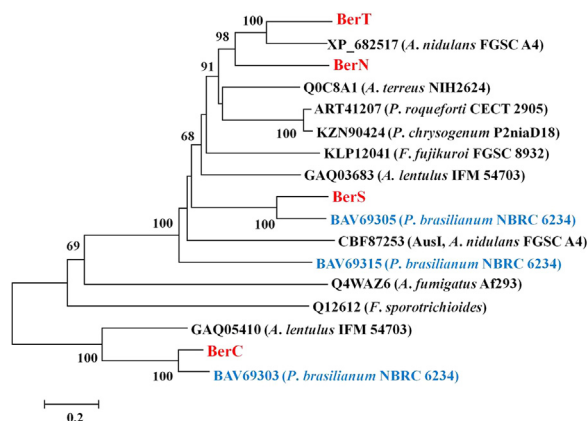 100
BerT
98
XP_682517 (A. nidulans FGSC A4)
BerN
91
Q0C8A1 (A. terreus NIH2624)
ART41207 (P. roqueforti CECT 2905)
100
KZN90424 (P. chrysogenum P2niaD18)
68
KLP12041 (F. fujikuroi FGSC 8932)
GAQ03683 (A. lentulus IFM 54703)
BerS
100
BAV69305 (P. brasilianum NBRC 6234)
100
CBF87253 (AusI, A. nidulans FGSC A4)
69
BAV69315 (P. brasilianum NBRC 6234)
Q4WAZ6 (A. fumigatus Af293)
Q12612 (F. sporotrichioides)
GAQ05410 (A. lentulus IFM 54703)
100
BerC
100
BAV69303 (P. brasilianum NBRC 6234)
0.2